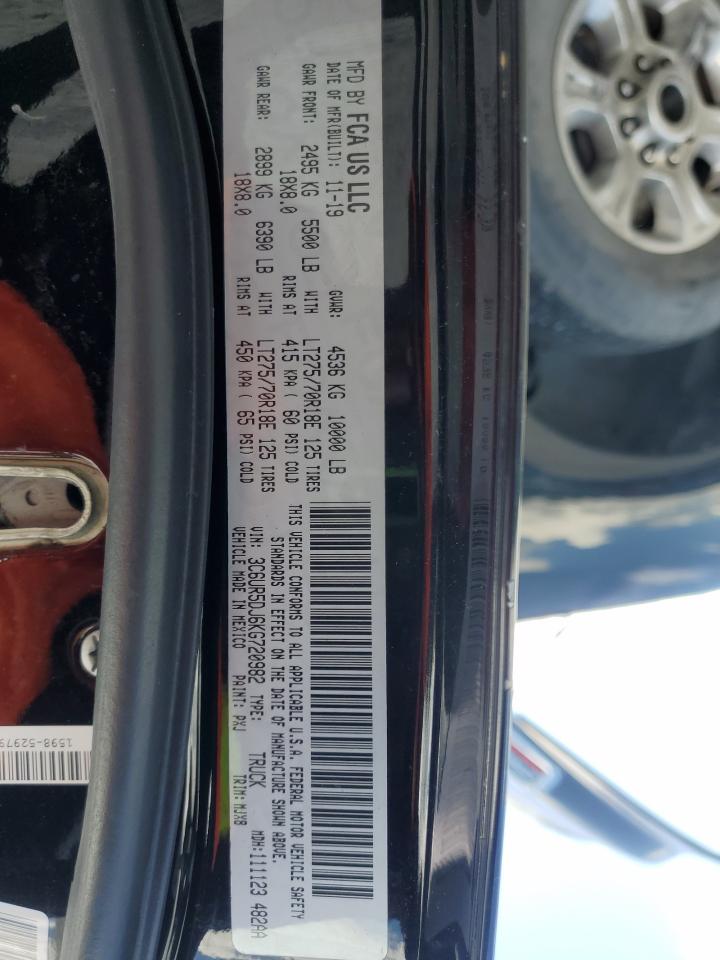 MFD BY FCA US LLC
DATE OF MFR(BUILT): 11-19 GVWR: 4536 KG 10000 LB
GAWR FRONT: 2495 KG 5500 LB WITH LT275/70R18E 125 TIRES
18X8.0 RIMS AT 415 KPA ( 60 PSI) COLD
GAWR REAR: 2899 KG 6390 LB WITH LT275/70R18E 125 TIRES
18X8.0 RIMS AT 450 KPA ( 65 PSI) COLD
THIS VEHICLE CONFORMS TO ALL APPLICABLE U.S.A. FEDERAL MOTOR VEHICLE SAFETY
STANDARDS IN EFFECT ON THE DATE OF MANUFACTURE SHOWN ABOVE.
VIN: 3C6UR5DJ6KG720982 TYPE: TRUCK MDH:111123 482AA
VEHICLE MADE IN MEXICO PAINT: PXJ TRIM: MJX8
1598-52979